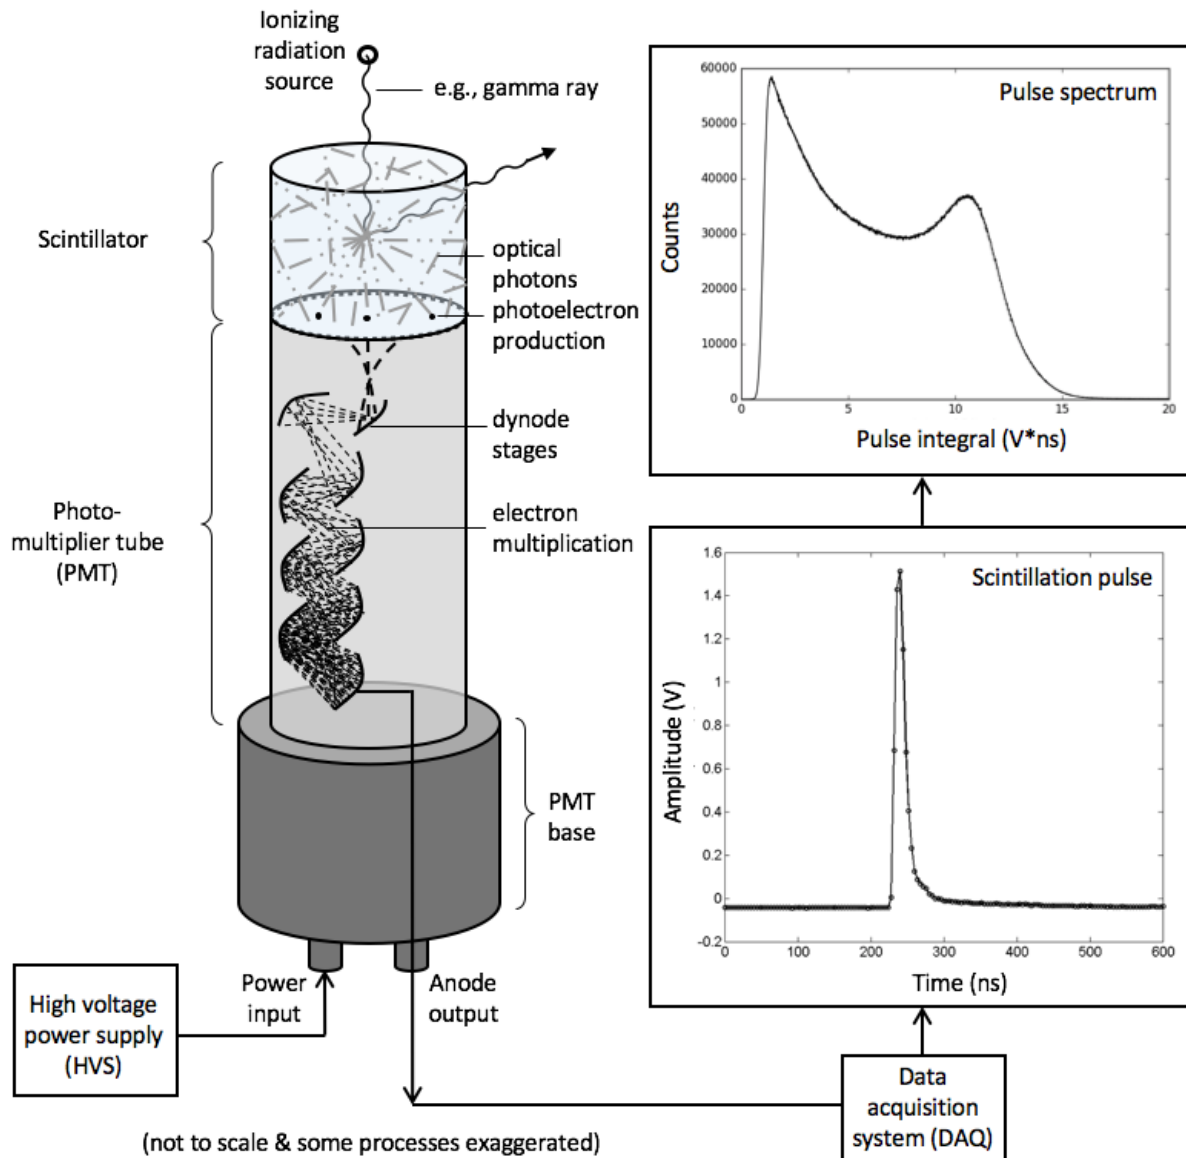 Ionizing
radiation
source
e.g., gamma ray
Scintillator
optical
photons
photoelectron
production
dynode
stages
Photo-
multiplier tube
(PMT)
electron
multiplication
PMT
base
Power
input
Anode
output
High voltage
power supply
(HVS)
(not to scale & some processes exaggerated)
Data
acquisition
system (DAQ)
Pulse spectrum
Counts
60000
50000
40000
30000
20000
10000
0
0 5 10 15 20
Pulse integral (V*ns)
Scintillation pulse
Amplitude (V)
1.6
1.4
1.2
1.0
0.8
0.6
0.4
0.2
0
-0.2
0 100 200 300 400 500 600
Time (ns)